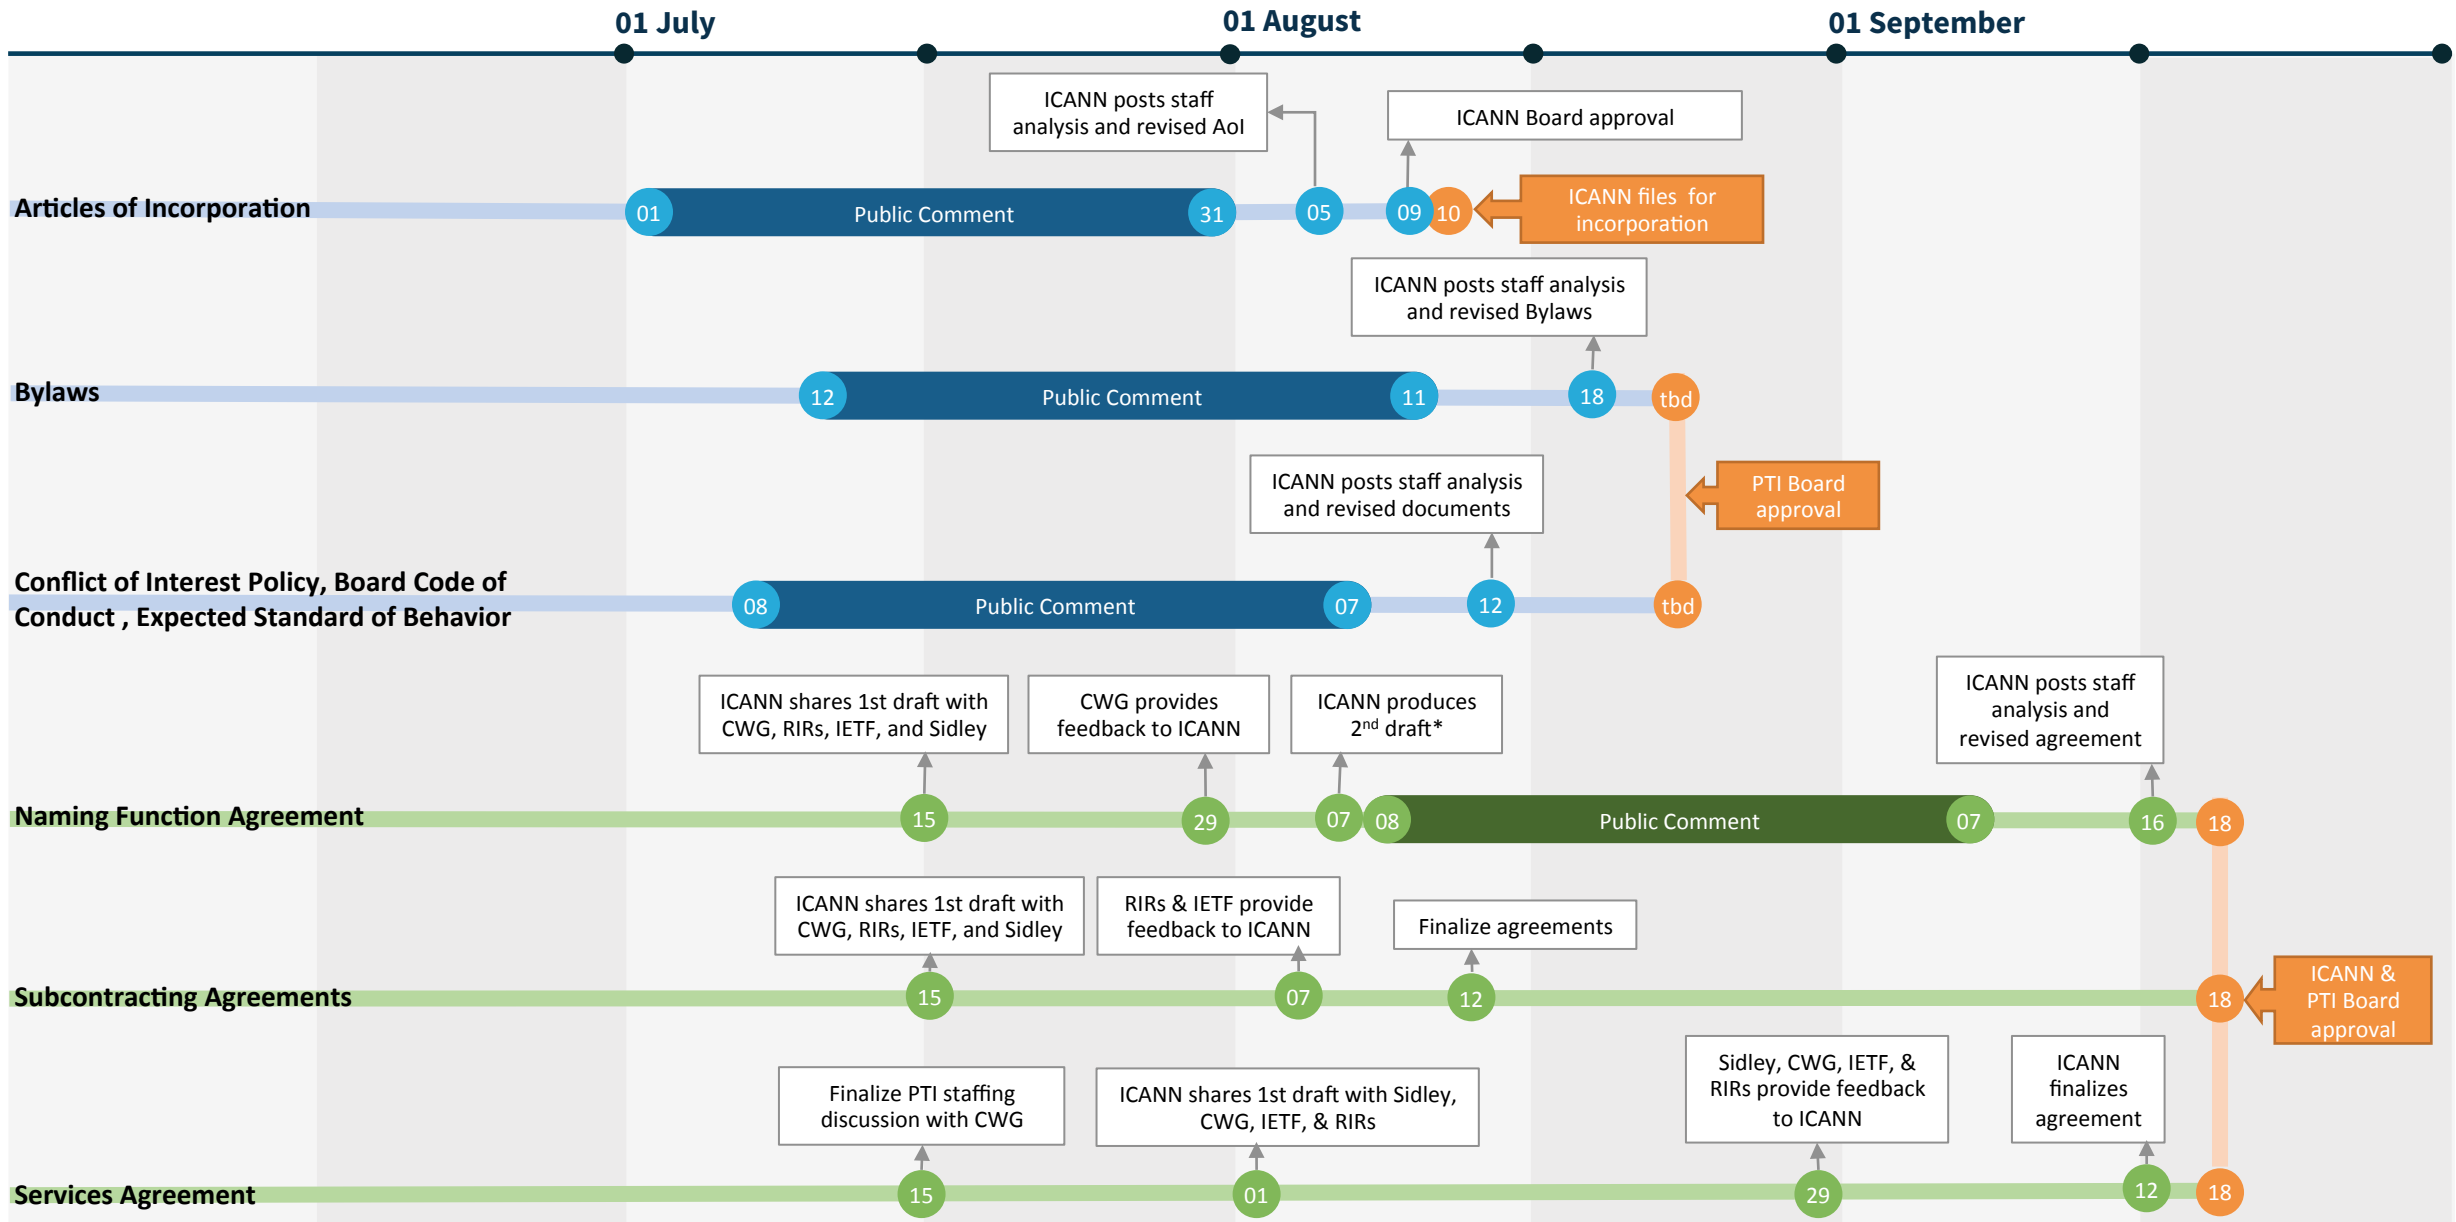 01 July
01 August
01 September
ICANN posts staff
analysis and revised AoI
ICANN Board approval
Articles of Incorporation
01
Public Comment
31
05
09
10
ICANN files for
incorporation
ICANN posts staff analysis
and revised Bylaws
Bylaws
12
Public Comment
11
18
tbd
ICANN posts staff analysis
and revised documents
PTI Board
approval
Conflict of Interest Policy, Board Code of
Conduct , Expected Standard of Behavior
08
Public Comment
07
12
tbd
ICANN shares 1st draft with
CWG, RIRs, IETF, and Sidley
CWG provides
feedback to ICANN
ICANN produces
2nd draft*
ICANN posts staff
analysis and
revised agreement
Naming Function Agreement
15
29
07
08
Public Comment
07
16
18
ICANN shares 1st draft with
CWG, RIRs, IETF, and Sidley
RIRs & IETF provide
feedback to ICANN
Finalize agreements
Subcontracting Agreements
15
07
12
18
ICANN &
PTI Board
approval
Finalize PTI staffing
discussion with CWG
ICANN shares 1st draft with Sidley,
CWG, IETF, & RIRs
Sidley, CWG, IETF, &
RIRs provide feedback
to ICANN
ICANN
finalizes
agreement
Services Agreement
15
01
29
12
18